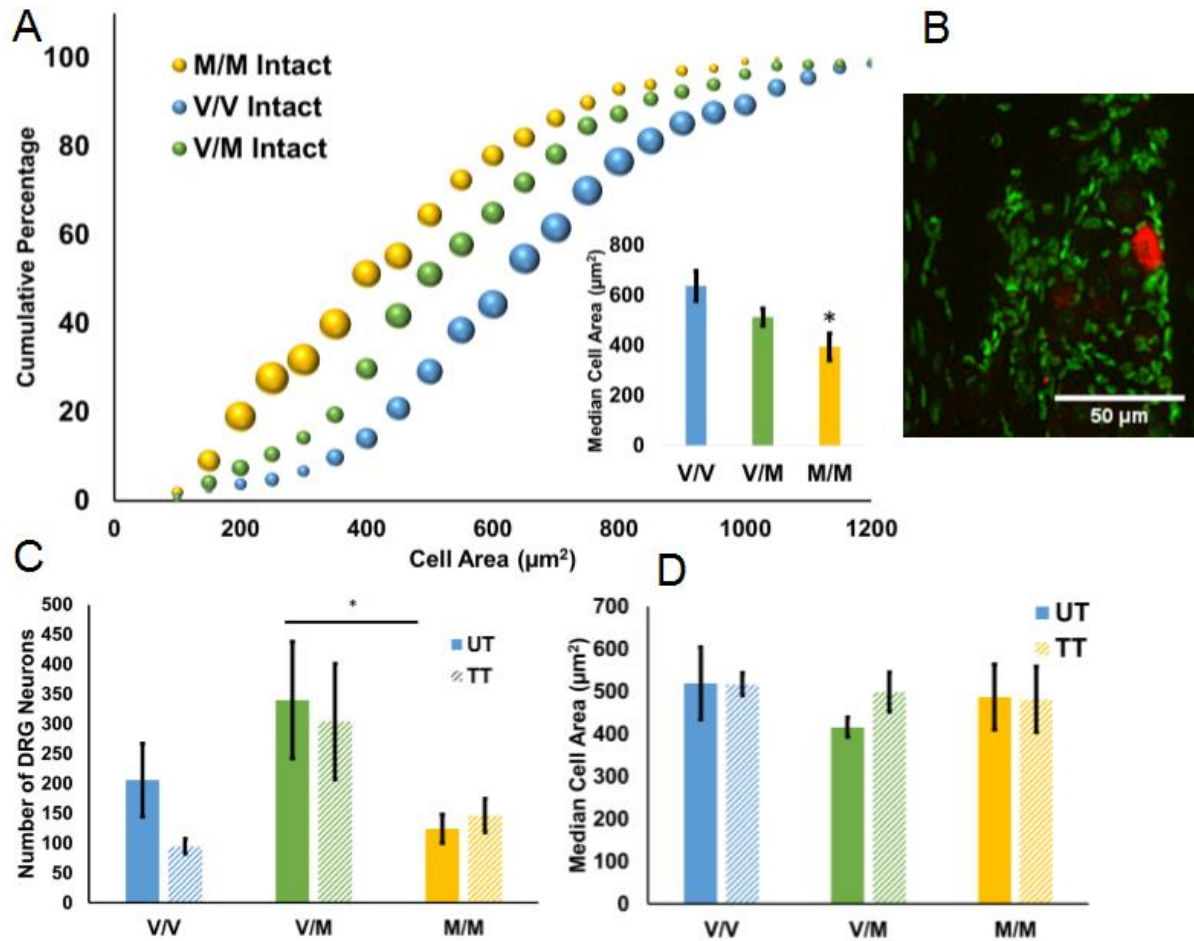 A
M/M Intact
V/V Intact
V/M Intact
Cumulative Percentage
100
80
60
40
20
0
0 200 400 600 800 1000 1200
Cell Area (µm²)
Median Cell Area (µm²)
800
600
400
200
0
*
V/V V/M M/M
B
50 µm
C
Number of DRG Neurons
500
450
400
350
300
250
200
150
100
50
0
*
UT
TT
V/V V/M M/M
D
Median Cell Area (µm²)
700
600
500
400
300
200
100
0
UT
TT
V/V V/M M/M